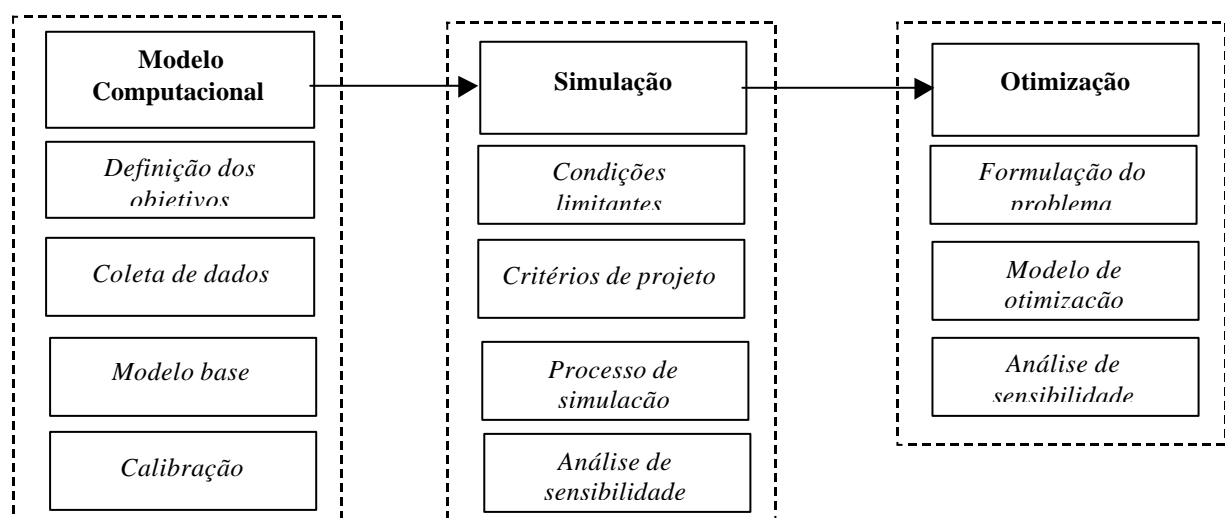 Modelo
Computacional
Definição dos
objetivos
Coleta de dados
Modelo base
Calibração
Simulação
Condições
limitantes
Critérios de projeto
Processo de
simulação
Análise de
sensibilidade
Otimização
Formulação do
problema
Modelo de
otimização
Análise de
sensibilidade